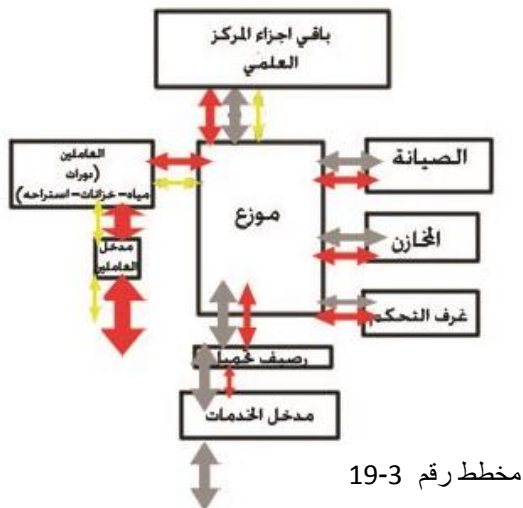 باقي اجزاء المركز
العلمي
العاملين
(دورات
مياه-خزانات-استراحه)
موزع
الصيانة
المخازن
مدخل
العاملين
غرف التحكم
رصيف
مدخل الخدمات
مخطط رقم 3-19